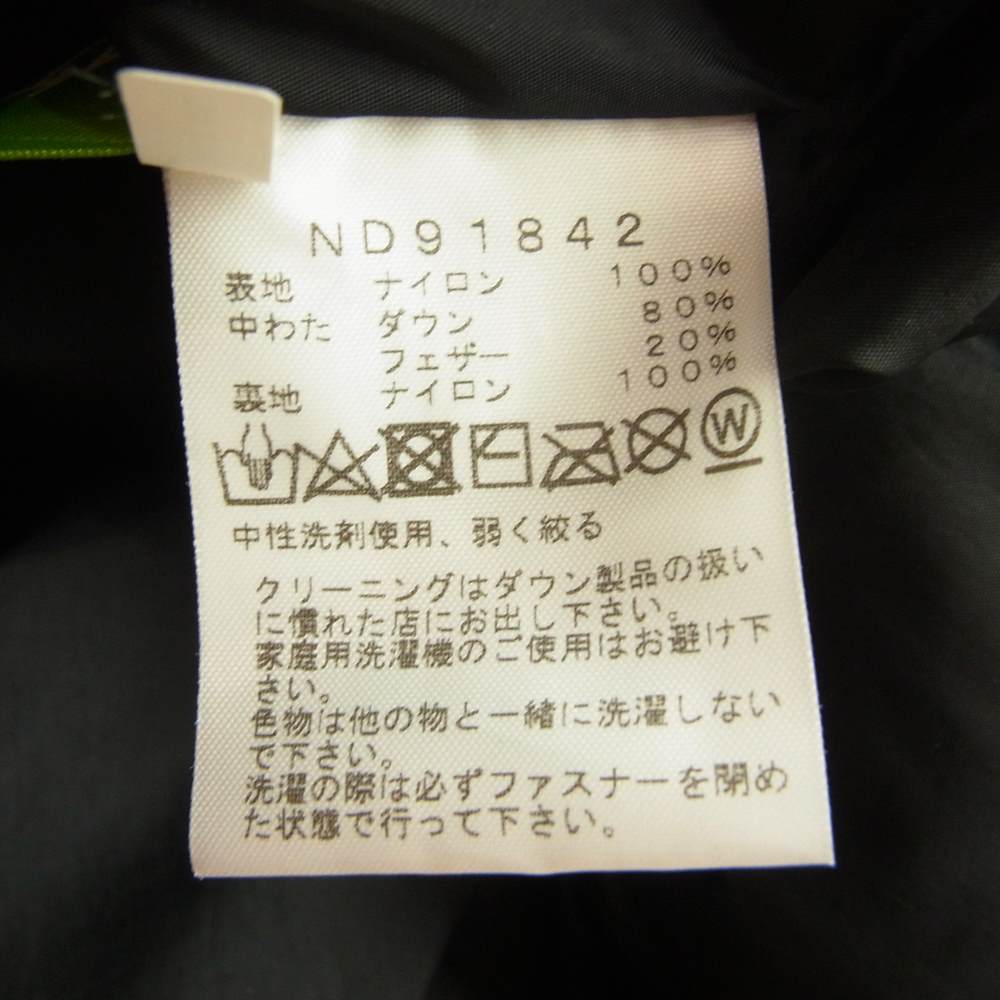 ND91842
表地 ナイロン 100%
中わた ダウン 80%
フェザー 20%
裏地 ナイロン 100%
W
中性洗剤使用、弱く絞る
クリーニングはダウン製品の扱い
に慣れた店にお出し下さい。
家庭用洗濯機のご使用はお避け下
さい。
色物は他の物と一緒に洗濯しない
で下さい。
洗濯の際は必ずファスナーを閉め
た状態で行って下さい。